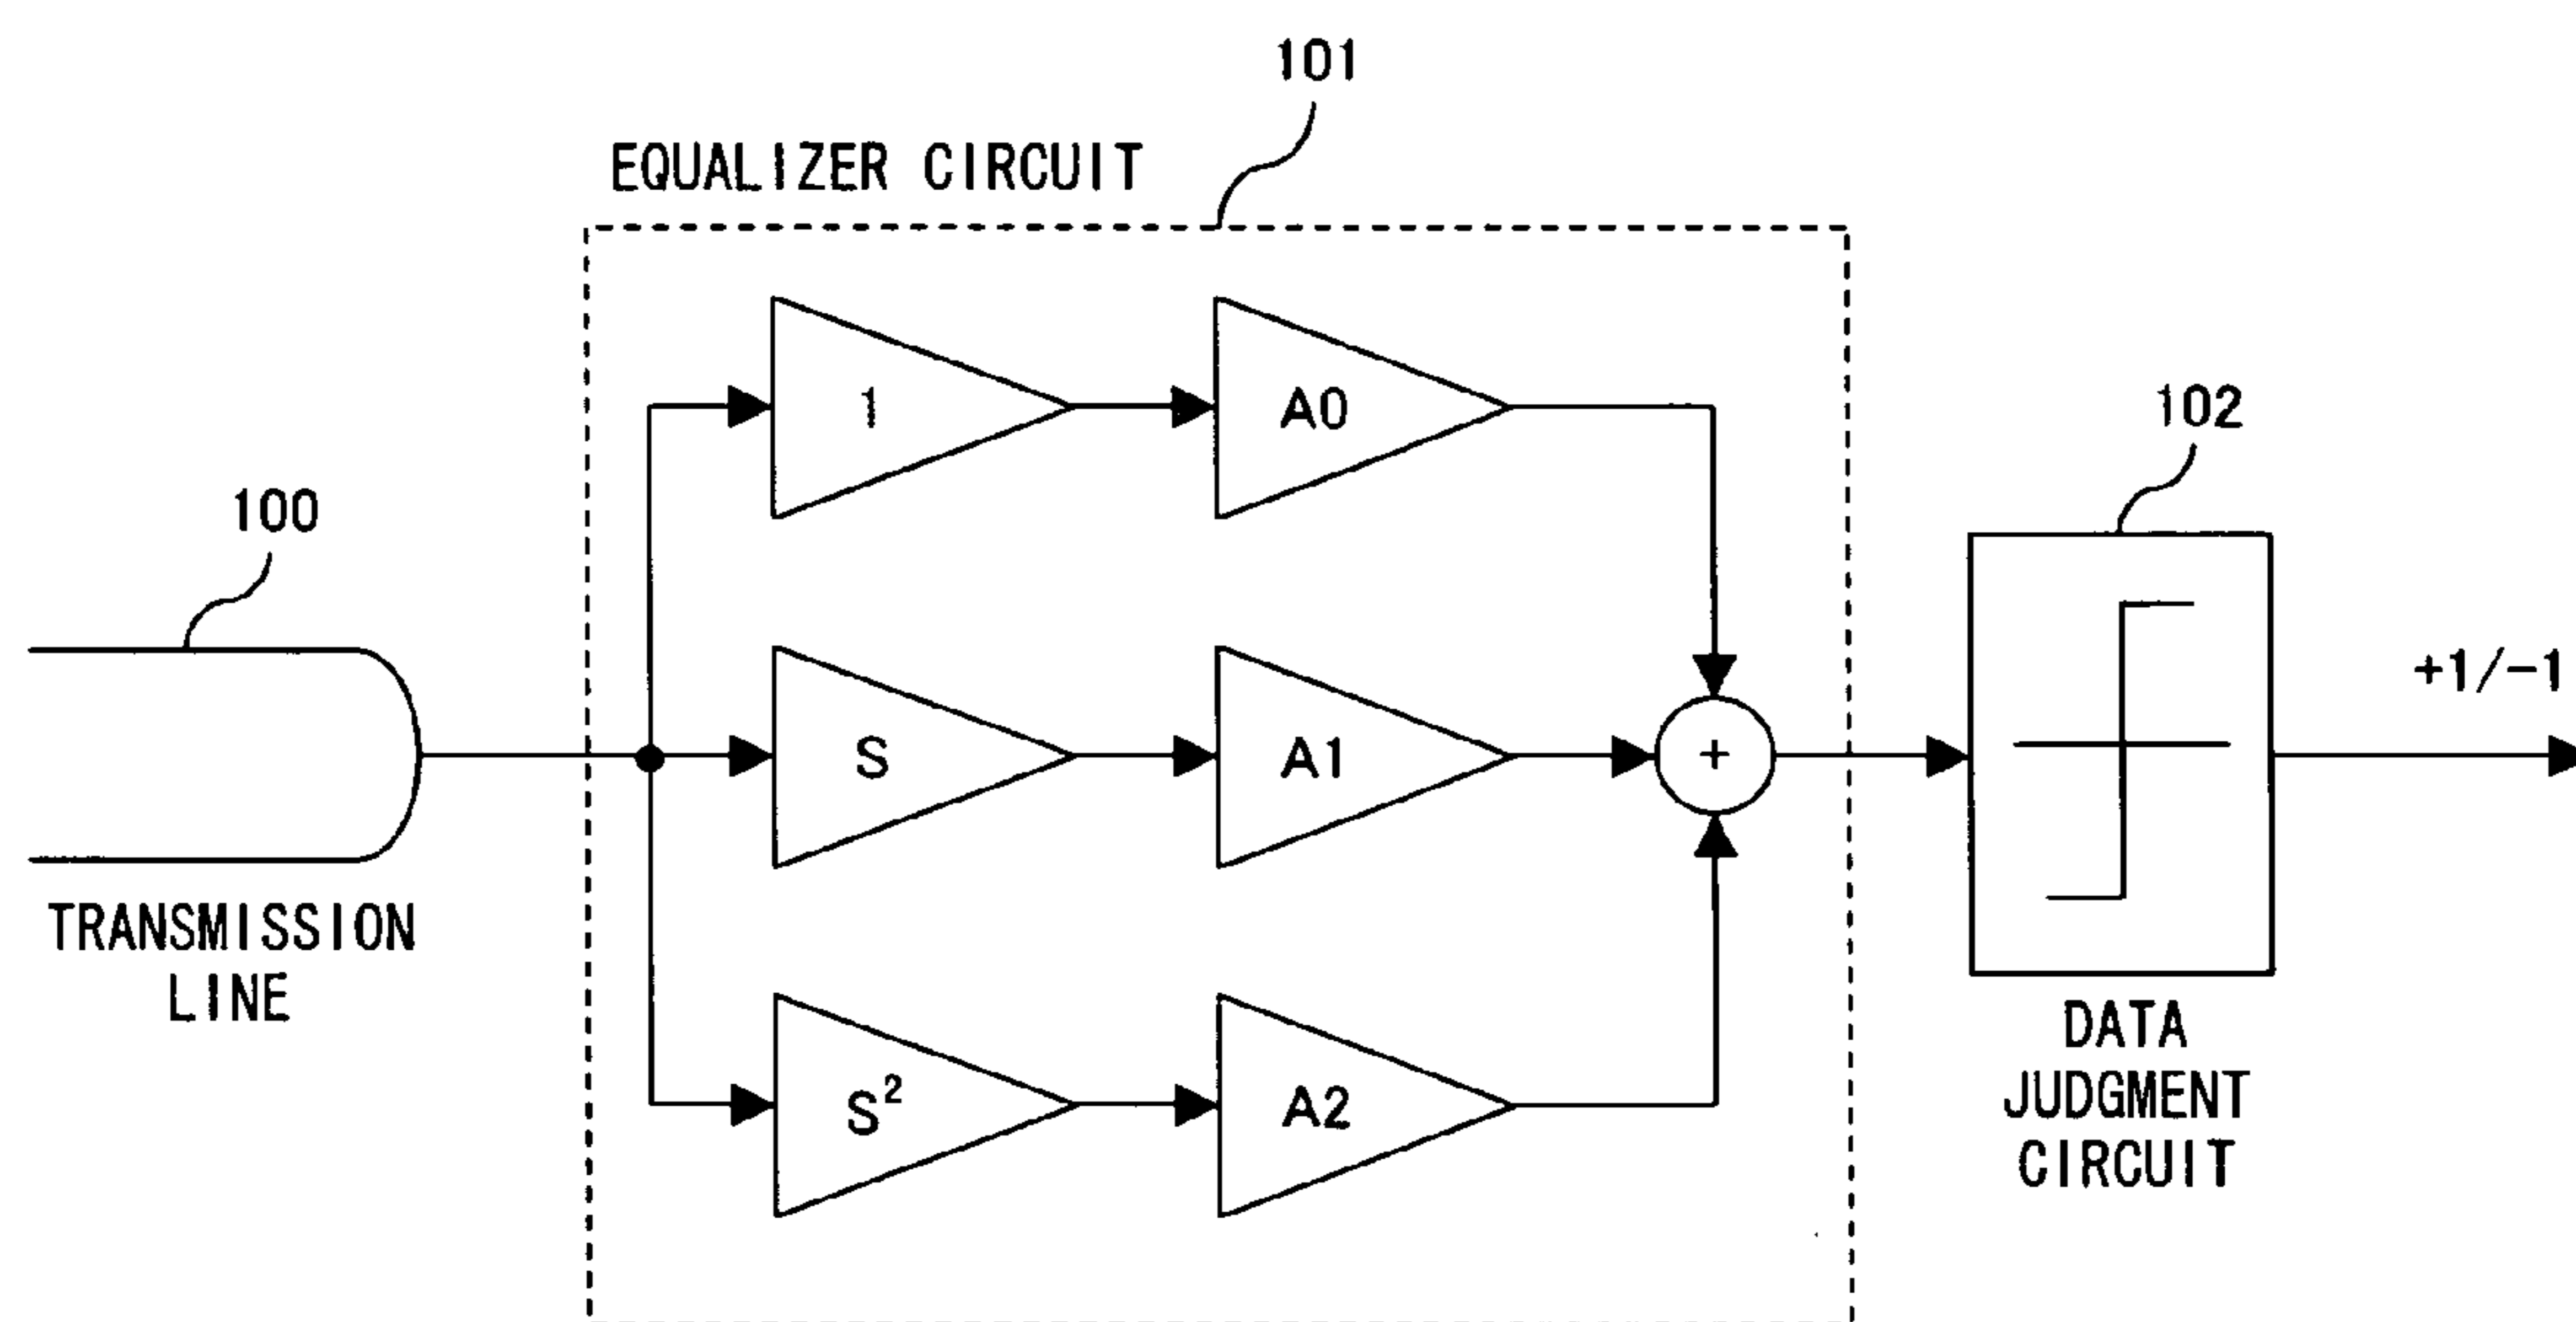 101
EQUALIZER CIRCUIT
1
A0
102
100
S
A1
+
+1/-1
TRANSMISSION
LINE
S²
A2
DATA
JUDGMENT
CIRCUIT